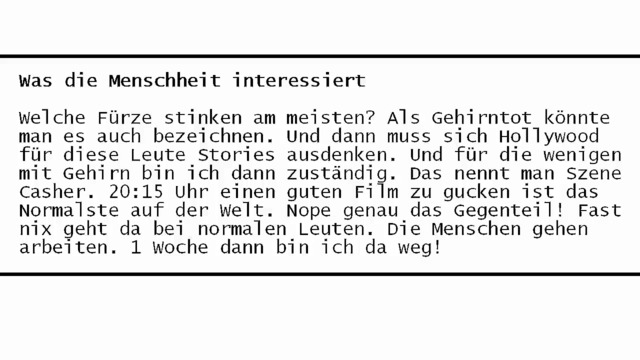 Was die Menschheit interessiert
Welche Fürze stinken am meisten? Als Gehirntot könnte
man es auch bezeichnen. Und dann muss sich Hollywood
für diese Leute Stories ausdenken. Und für die wenigen
mit Gehirn bin ich dann zuständig. Das nennt man Szene
Casher. 20:15 Uhr einen guten Film zu gucken ist das
Normalste auf der Welt. Nope genau das Gegenteil! Fast
nix geht da bei normalen Leuten. Die Menschen gehen
arbeiten. 1 Woche dann bin ich da weg!